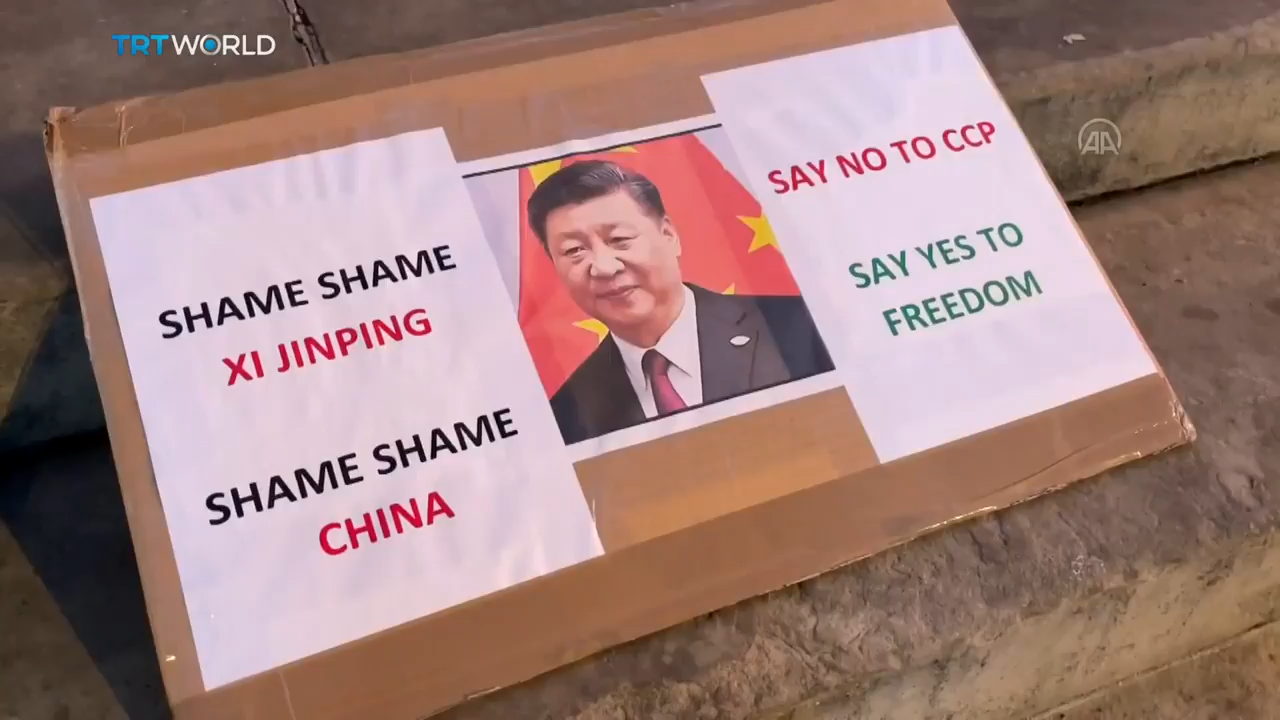 TRTWORLD
AA
SHAME SHAME
XI JINPING
SHAME SHAME
CHINA
SAY NO TO CCP
SAY YES TO
FREEDOM